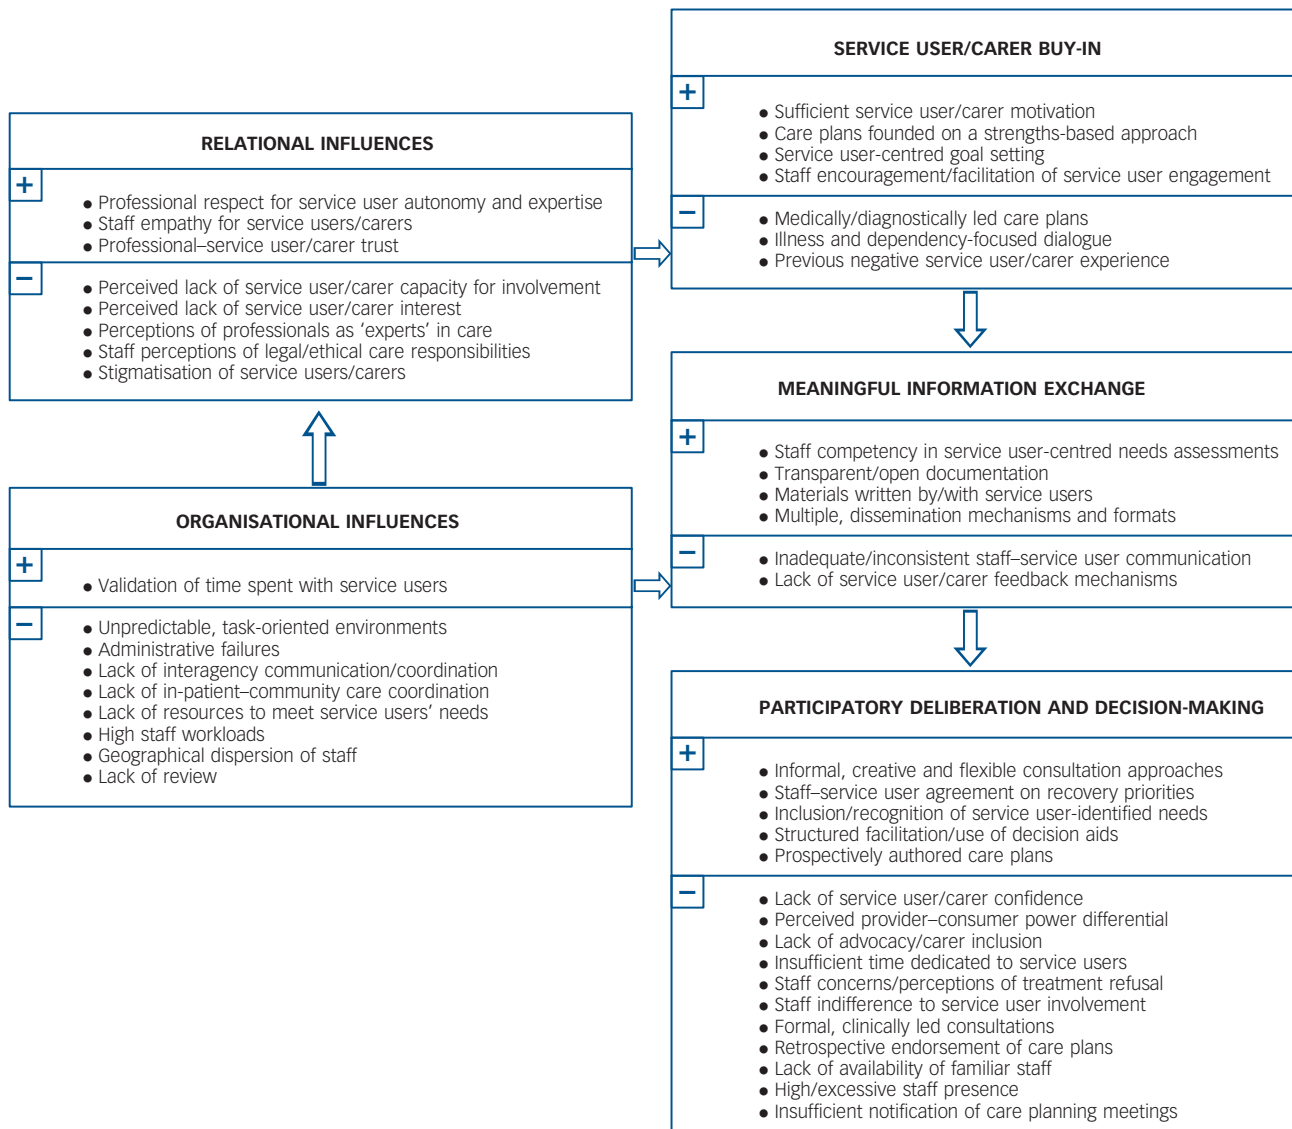 RELATIONAL INFLUENCES
+
● Professional respect for service user autonomy and expertise
● Staff empathy for service users/carers
● Professional–service user/carer trust
−
● Perceived lack of service user/carer capacity for involvement
● Perceived lack of service user/carer interest
● Perceptions of professionals as ‘experts’ in care
● Staff perceptions of legal/ethical care responsibilities
● Stigmatisation of service users/carers
ORGANISATIONAL INFLUENCES
+
● Validation of time spent with service users
−
● Unpredictable, task-oriented environments
● Administrative failures
● Lack of interagency communication/coordination
● Lack of in-patient–community care coordination
● Lack of resources to meet service users’ needs
● High staff workloads
● Geographical dispersion of staff
● Lack of review
SERVICE USER/CARER BUY-IN
+
● Sufficient service user/carer motivation
● Care plans founded on a strengths-based approach
● Service user-centred goal setting
● Staff encouragement/facilitation of service user engagement
−
● Medically/diagnostically led care plans
● Illness and dependency-focused dialogue
● Previous negative service user/carer experience
MEANINGFUL INFORMATION EXCHANGE
+
● Staff competency in service user-centred needs assessments
● Transparent/open documentation
● Materials written by/with service users
● Multiple, dissemination mechanisms and formats
−
● Inadequate/inconsistent staff–service user communication
● Lack of service user/carer feedback mechanisms
PARTICIPATORY DELIBERATION AND DECISION-MAKING
+
● Informal, creative and flexible consultation approaches
● Staff–service user agreement on recovery priorities
● Inclusion/recognition of service user-identified needs
● Structured facilitation/use of decision aids
● Prospectively authored care plans
−
● Lack of service user/carer confidence
● Perceived provider–consumer power differential
● Lack of advocacy/carer inclusion
● Insufficient time dedicated to service users
● Staff concerns/perceptions of treatment refusal
● Staff indifference to service user involvement
● Formal, clinically led consultations
● Retrospective endorsement of care plans
● Lack of availability of familiar staff
● High/excessive staff presence
● Insufficient notification of care planning meetings